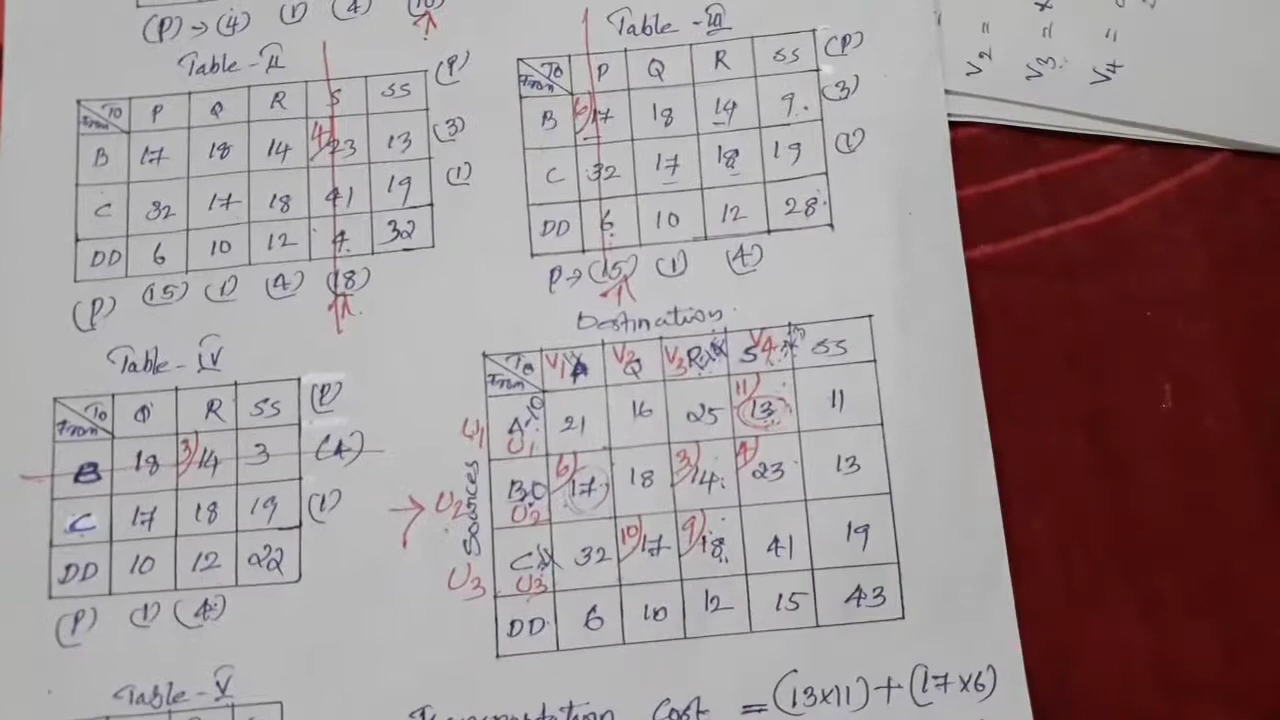 (P) → (4) (1) (4) (10)
Table - II
To From P Q R S SS (P)
B 17 18 14 4 23 13 (3)
C 32 17 18 41 19 (1)
DD 6 10 12 4 32
(P) (15) (1) (4) (18)
Table - III
To From P Q R SS (P)
B 6 17 18 14 9 (3)
C 32 17 18 19 (1)
DD 6 10 12 28
P → (15) (1) (4)
V2 =
V3 =
V4 =
Table - IV
To From Q R SS (P)
B 18 3 14 3 (4)
C 17 18 19 (1)
DD 10 12 22
(P) (1) (4)
Destination
To From V1 V2 Q V3 R S V4 SS
U1 A U1 21 16 25 11 13 11
Sources
U2 B U2 6 17 18 3 14 4 23 13
U3 C U3 32 10 17 9 18 41 19
DD 6 10 12 15 43
Table - V
Cost = (13x11) + (17x6)